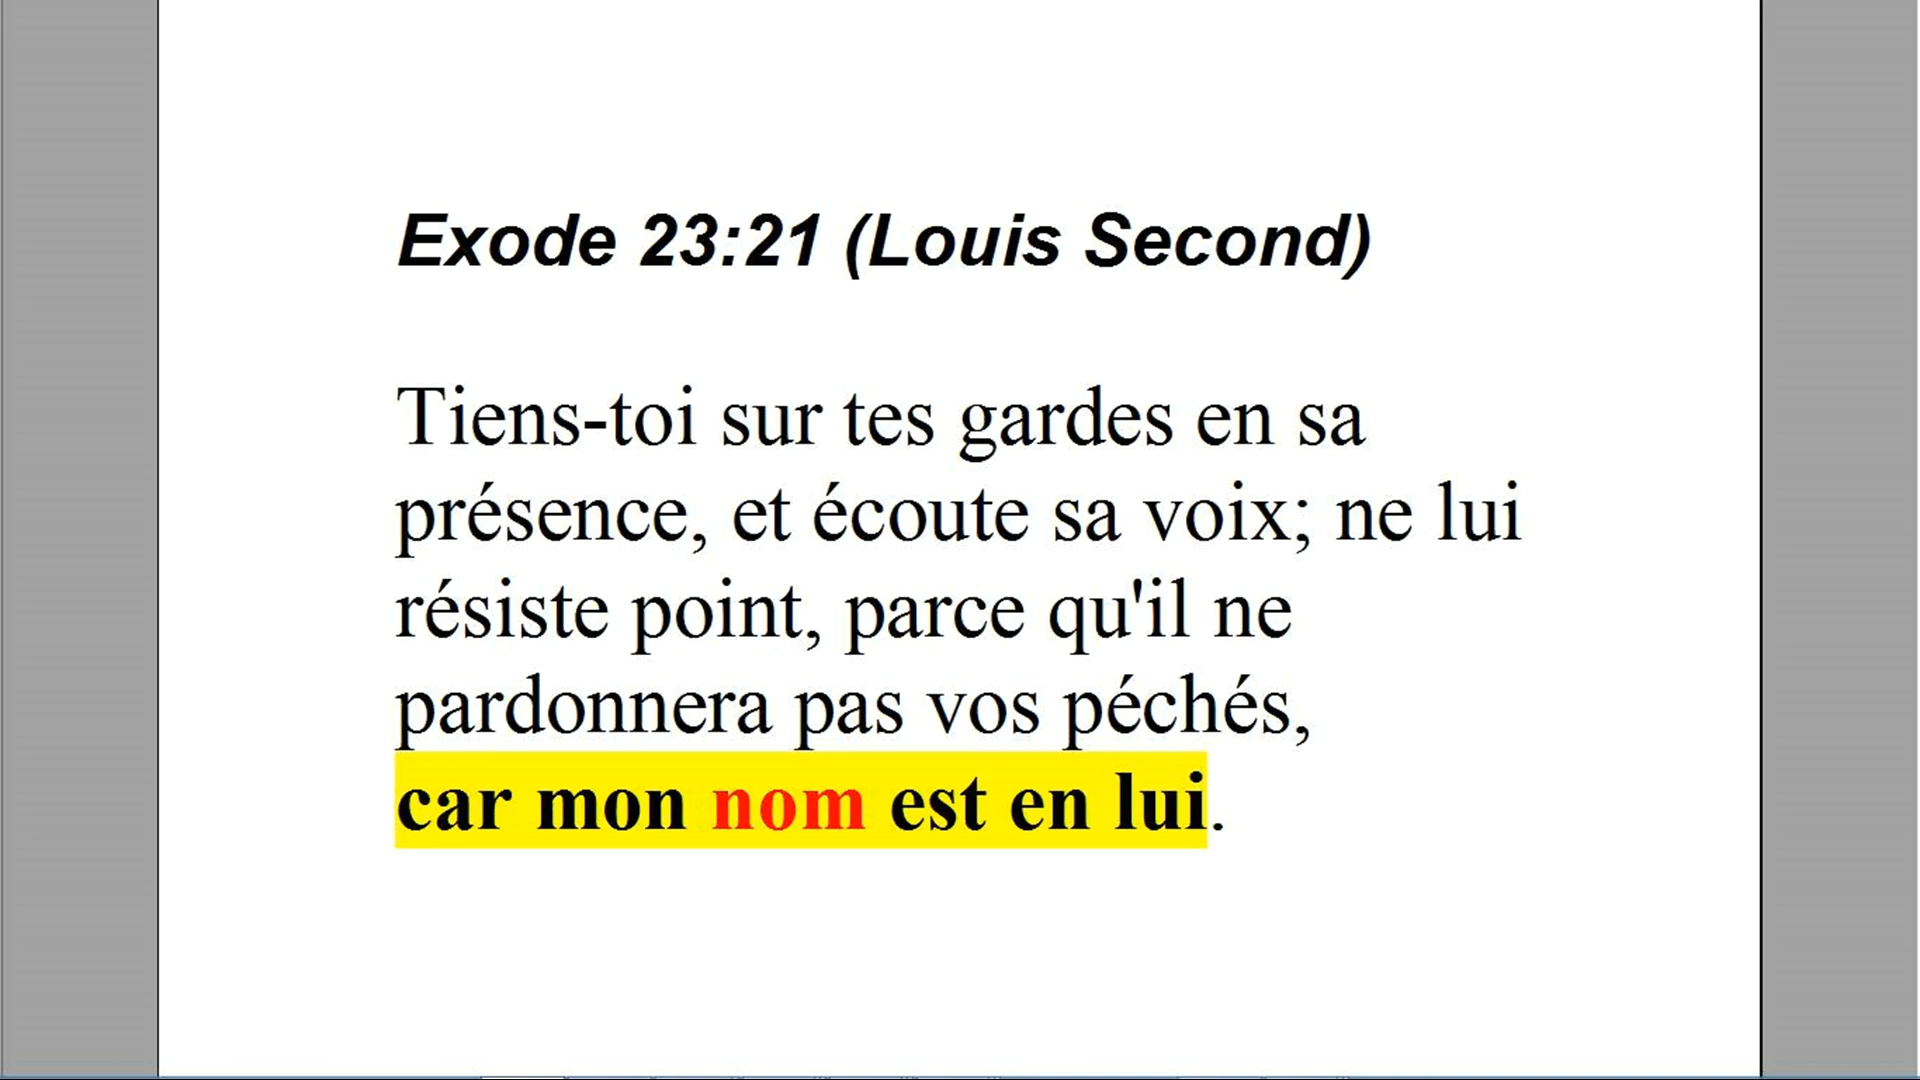 Exode 23:21 (Louis Second)
Tiens-toi sur tes gardes en sa
présence, et écoute sa voix; ne lui
résiste point, parce qu'il ne
pardonnera pas vos péchés,
car mon nom est en lui.